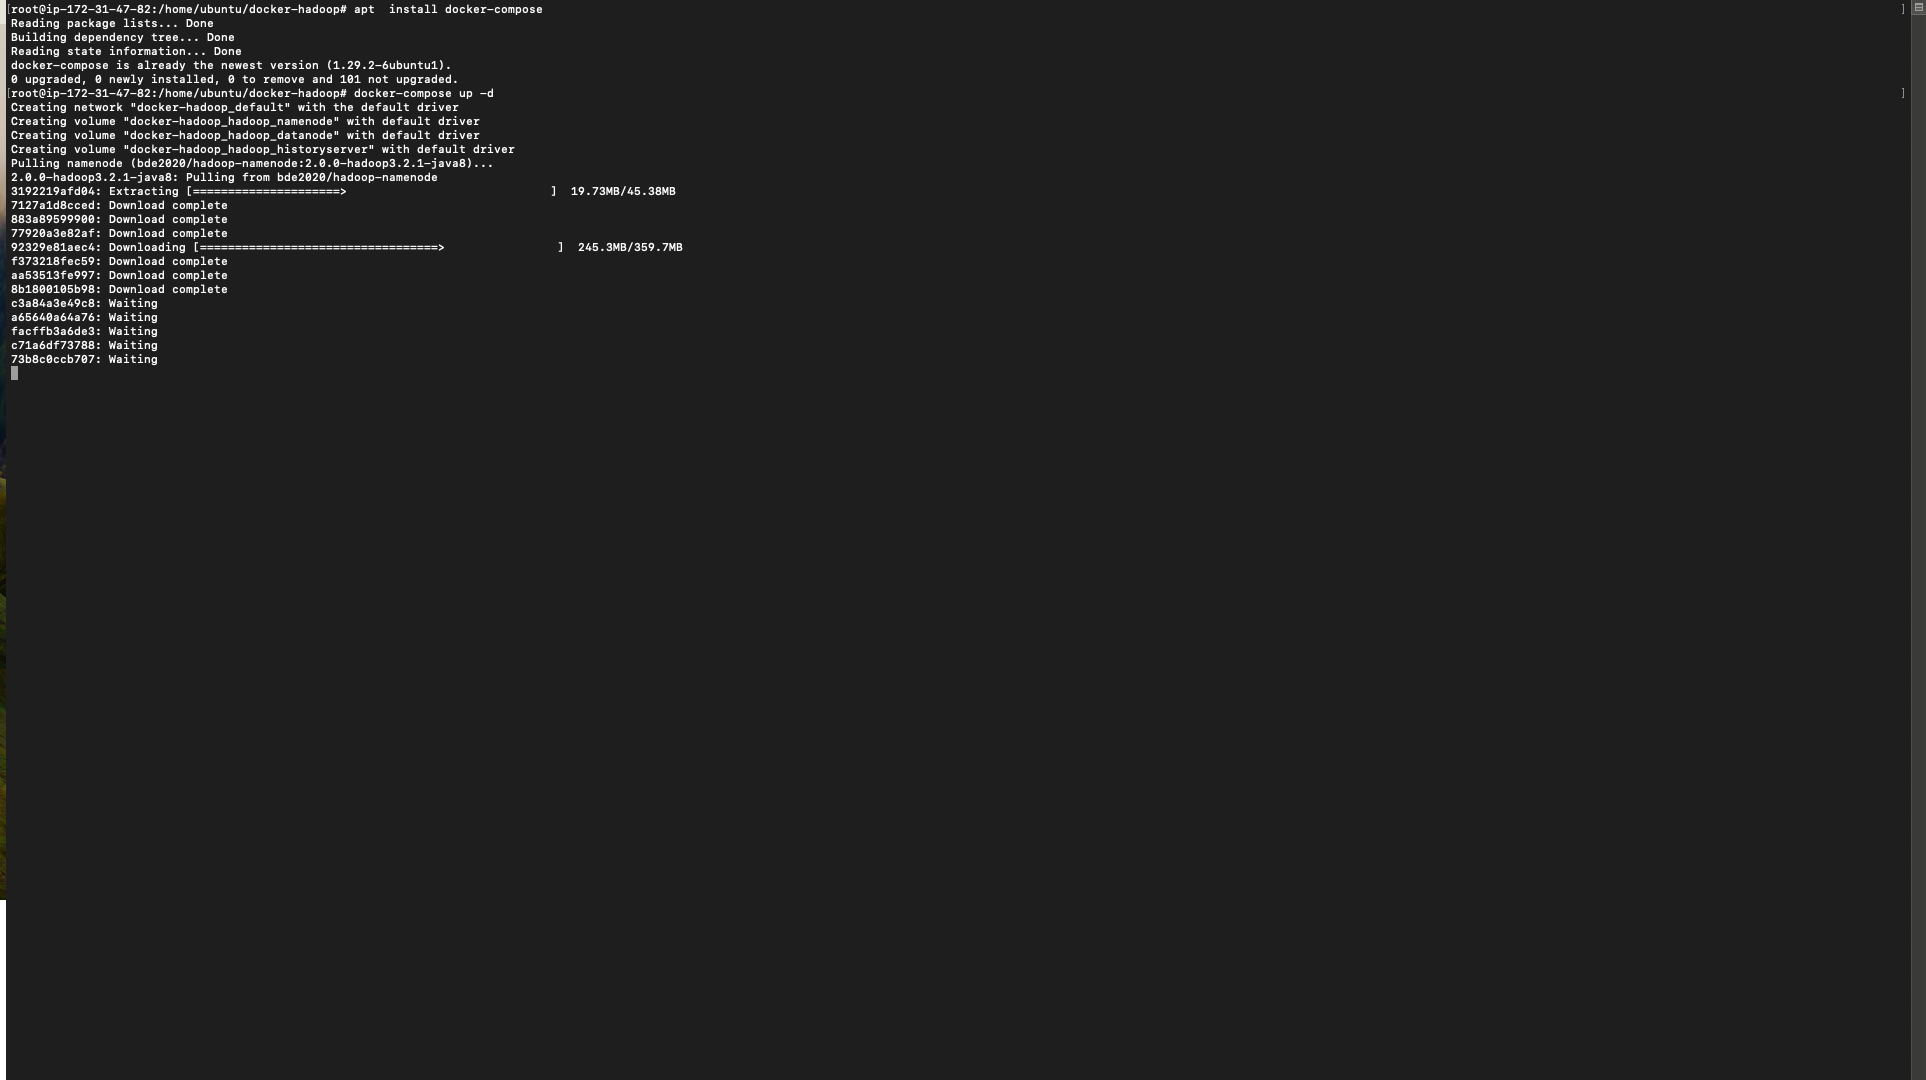 [root@ip-172-31-47-82:/home/ubuntu/docker-hadoop# apt  install docker-compose ]
Reading package lists... Done
Building dependency tree... Done
Reading state information... Done
docker-compose is already the newest version (1.29.2-6ubuntu1).
0 upgraded, 0 newly installed, 0 to remove and 101 not upgraded.
[root@ip-172-31-47-82:/home/ubuntu/docker-hadoop# docker-compose up -d ]
Creating network "docker-hadoop_default" with the default driver
Creating volume "docker-hadoop_hadoop_namenode" with default driver
Creating volume "docker-hadoop_hadoop_datanode" with default driver
Creating volume "docker-hadoop_hadoop_historyserver" with default driver
Pulling namenode (bde2020/hadoop-namenode:2.0.0-hadoop3.2.1-java8)...
2.0.0-hadoop3.2.1-java8: Pulling from bde2020/hadoop-namenode
3192219afd04: Extracting [=====================>                             ]  19.73MB/45.38MB
7127a1d8cced: Download complete
883a89599900: Download complete
77920a3e82af: Download complete
92329e81aec4: Downloading [==================================>                ]  245.3MB/359.7MB
f373218fec59: Download complete
aa53513fe997: Download complete
8b1800105b98: Download complete
c3a84a3e49c8: Waiting
a65640a64a76: Waiting
facffb3a6de3: Waiting
c71a6df73788: Waiting
73b8c0ccb707: Waiting